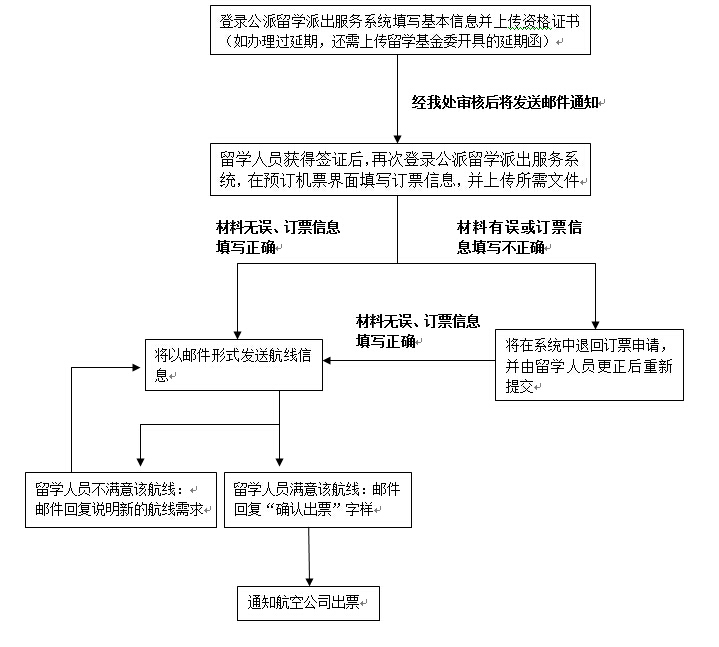 登录公派留学派出服务系统填写基本信息并上传资格证书
（如办理过延期，还需上传留学基金委开具的延期函）
经我处审核后将发送邮件通知
留学人员获得签证后，再次登录公派留学派出服务系
统，在预订机票界面填写订票信息，并上传所需文件
材料无误、订票信息
填写正确
材料有误或订票信
息填写不正确
材料无误、订票信息
填写正确
将以邮件形式发送航线信
息
将在系统中退回订票申请，
并由留学人员更正后重新
提交
留学人员不满意该航线：
邮件回复说明新的航线需求
留学人员满意该航线：邮件
回复“确认出票”字样
通知航空公司出票